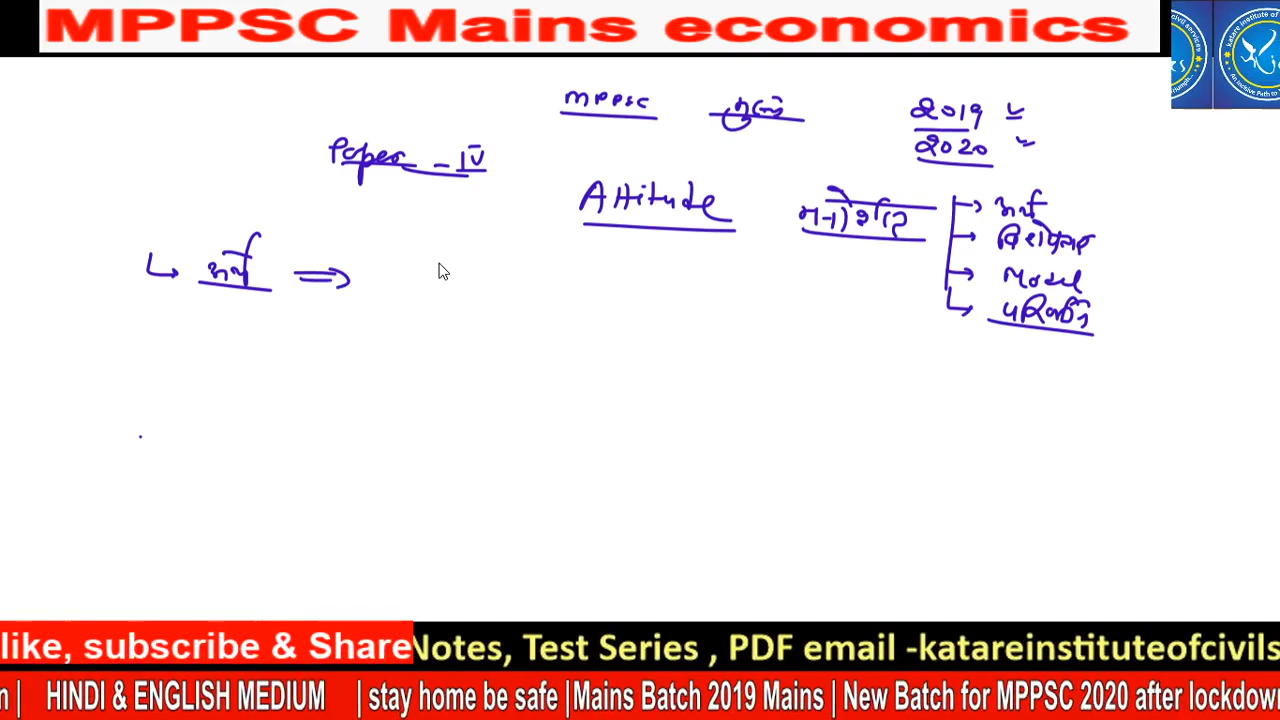 MPPSC Mains economics
MPPSC मुख्य 2019
2020
Paper - IV
Attitude मनोवृत्ति
अर्थ
विशेषताएं
Model
परिवर्तन
अर्थ ⇒
like, subscribe & Share Notes, Test Series , PDF email -katareinstituteofcivils
n | HINDI & ENGLISH MEDIUM | stay home be safe |Mains Batch 2019 Mains | New Batch for MPPSC 2020 after lockdow